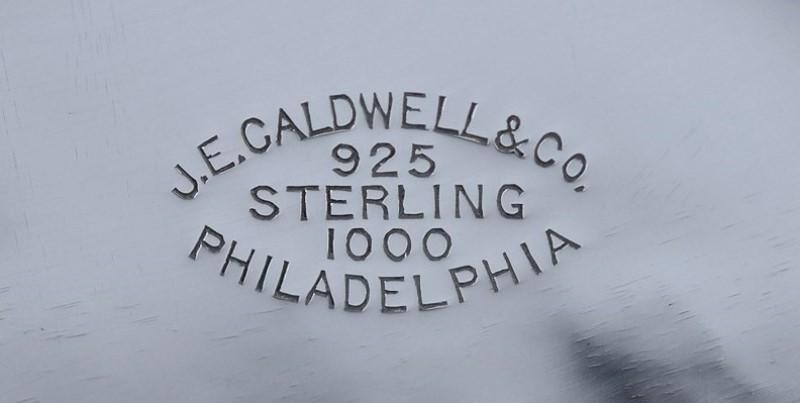 J.E. CALDWELL & CO.
925
STERLING
1000
PHILADELPHIA